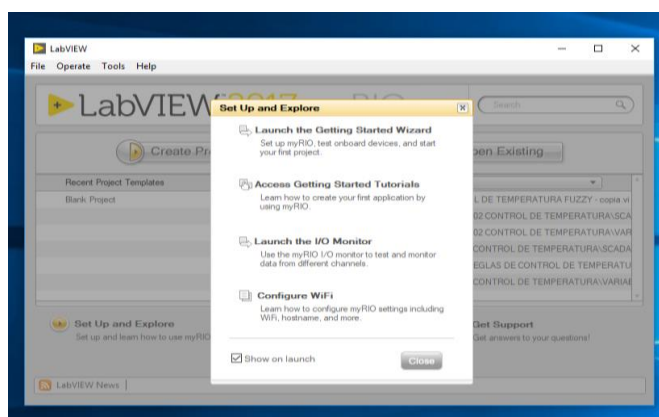 LabVIEW
File Operate Tools Help
LabVIEW 2017
Search
Set Up and Explore
Launch the Getting Started Wizard
Set up myRIO, test onboard devices, and start
your first project.
Access Getting Started Tutorials
Learn how to create your first application by
using myRIO.
Launch the I/O Monitor
Use the myRIO I/O monitor to test and monitor
data from different channels.
Configure WiFi
Learn how to configure myRIO settings including
WiFi, hostname, and more.
Show on launch
Close
Create Pr
pen Existing
Recent Project Templates
Blank Project
L DE TEMPERATURA FUZZY - copia vi
02 CONTROL DE TEMPERATURA\SCA
02 CONTROL DE TEMPERATURA\VAR
CONTROL DE TEMPERATURA\SCADA
EGLAS DE CONTROL DE TEMPERATU
CONTROL DE TEMPERATURA\VARIAB
Set Up and Explore
Set up and learn how to use myRIO
Get Support
Get answers to your questions!
LabVIEW News